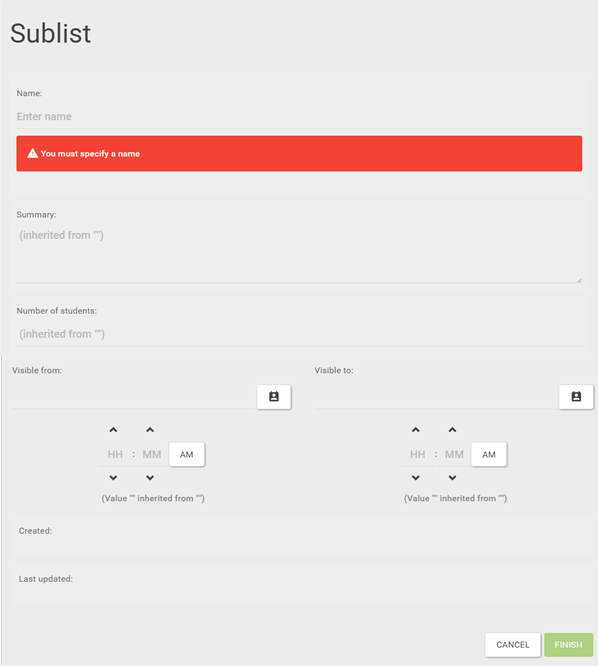 Sublist
Name:
Enter name
You must specify a name
Summary:
(inherited from "")
Number of students:
(inherited from "")
Visible from: Visible to:
HH : MM AM HH : MM AM
(Value "" inherited from "") (Value "" inherited from "")
Created:
Last updated:
CANCEL FINISH